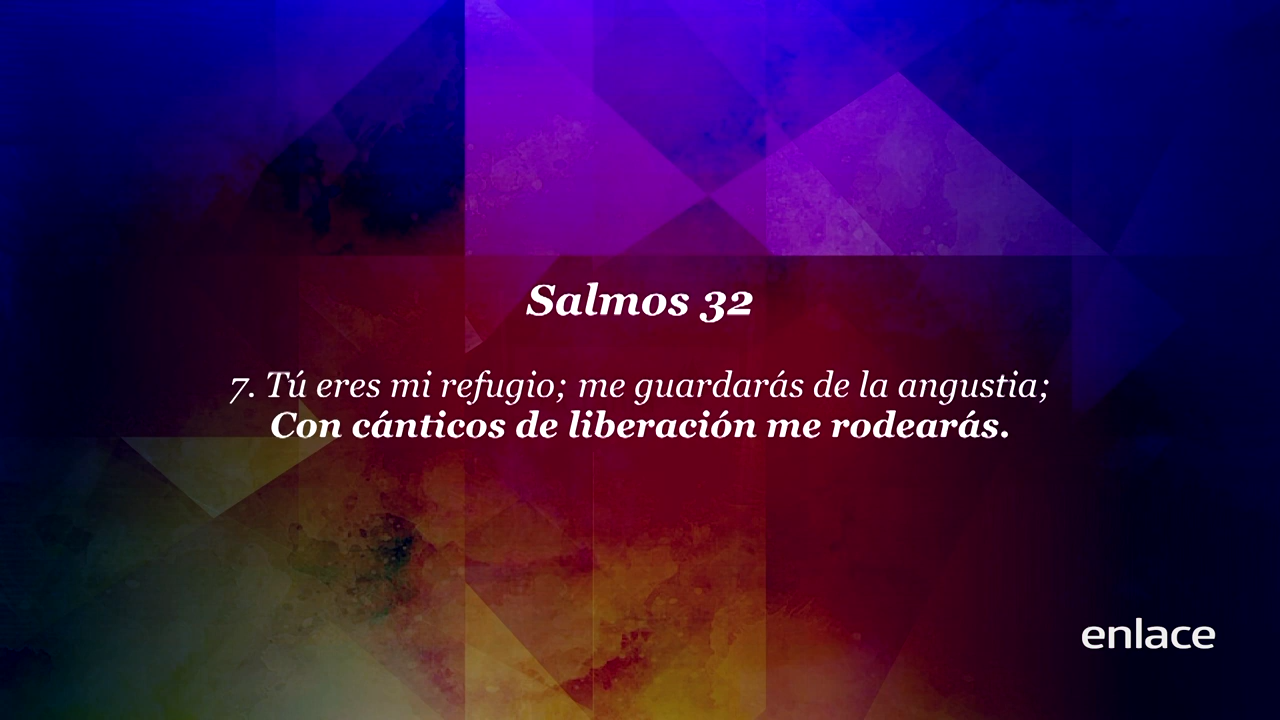 Salmos 32
7. Tú eres mi refugio; me guardarás de la angustia;
Con cánticos de liberación me rodearás.
enlace